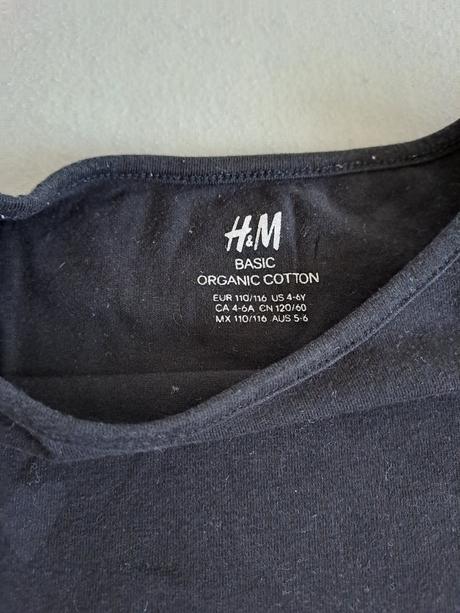 H&M
BASIC
ORGANIC COTTON
EUR 110/116 US 4-6Y
CA 4-6A CN 120/60
MX 110/116 AUS 5-6